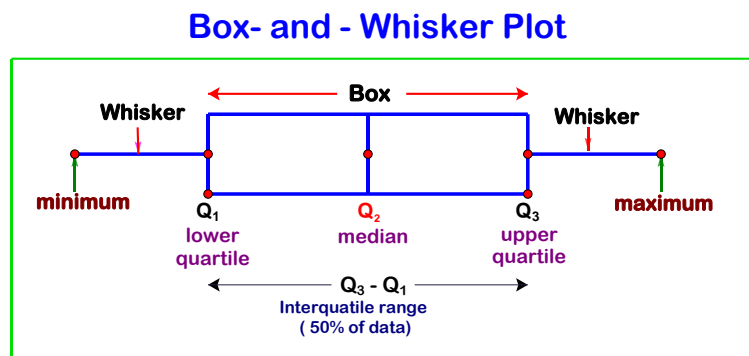 Box- and - Whisker Plot
Box
Whisker
Whisker
minimum
maximum
Q1
Q2
Q3
lower
quartile
median
upper
quartile
Q3 - Q1
Interquatile range
( 50% of data)